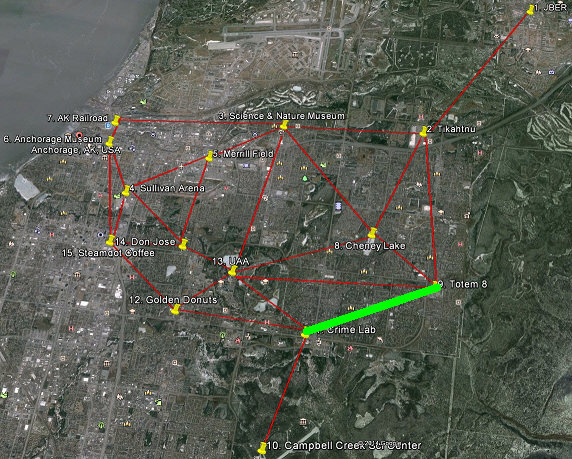 1. JBER
3. Science & Nature Museum
7. AK Railroad
2. Tikahtnu
6. Anchorage Museum
Anchorage, AK, USA
5. Merrill Field
4. Sullivan Arena
14. Don Jose
8. Cheney Lake
15. Steamdot Coffee
13. UAA
9. Totem 8
12. Golden Donuts
Crime Lab
10. Campbell Creek